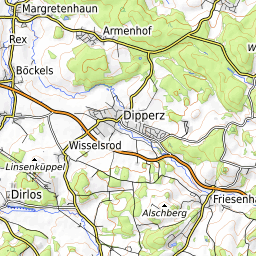 Margretenhaun
Armenhof
Rex
Böckels
Dipperz
Wisselsrod
Linsenküppel
Dirlos
Friesenha
Alschberg